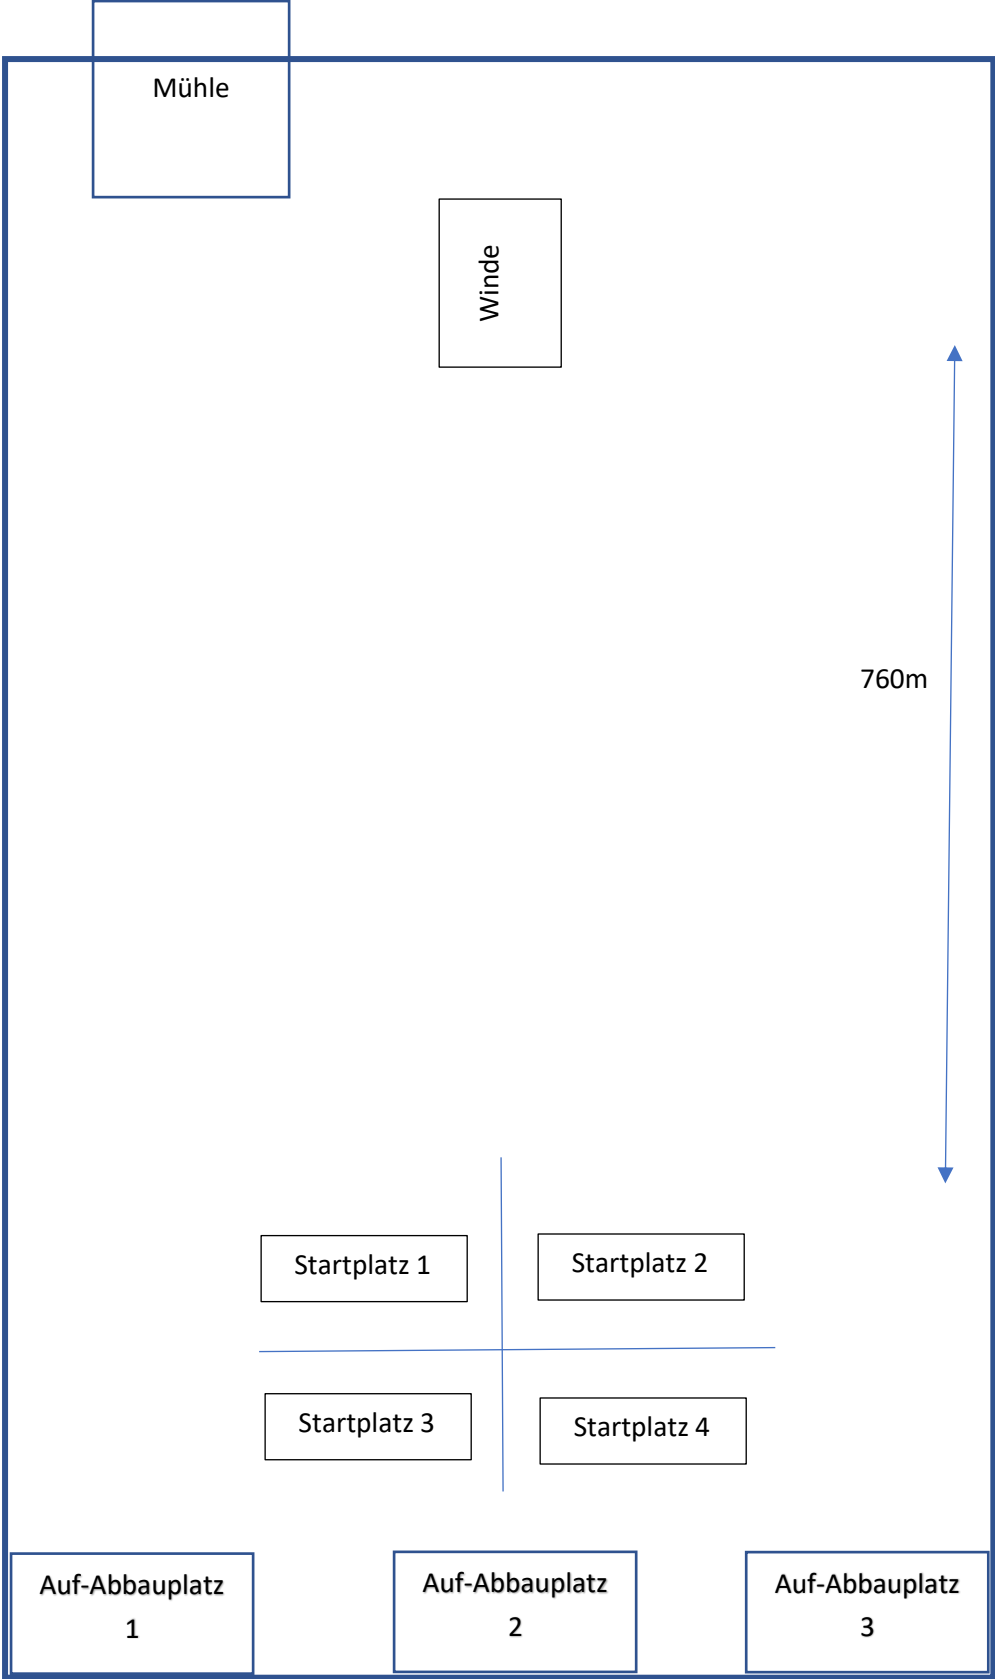 Mühle
Winde
760m
Startplatz 1
Startplatz 2
Startplatz 3
Startplatz 4
Auf-Abbauplatz
1
Auf-Abbauplatz
2
Auf-Abbauplatz
3